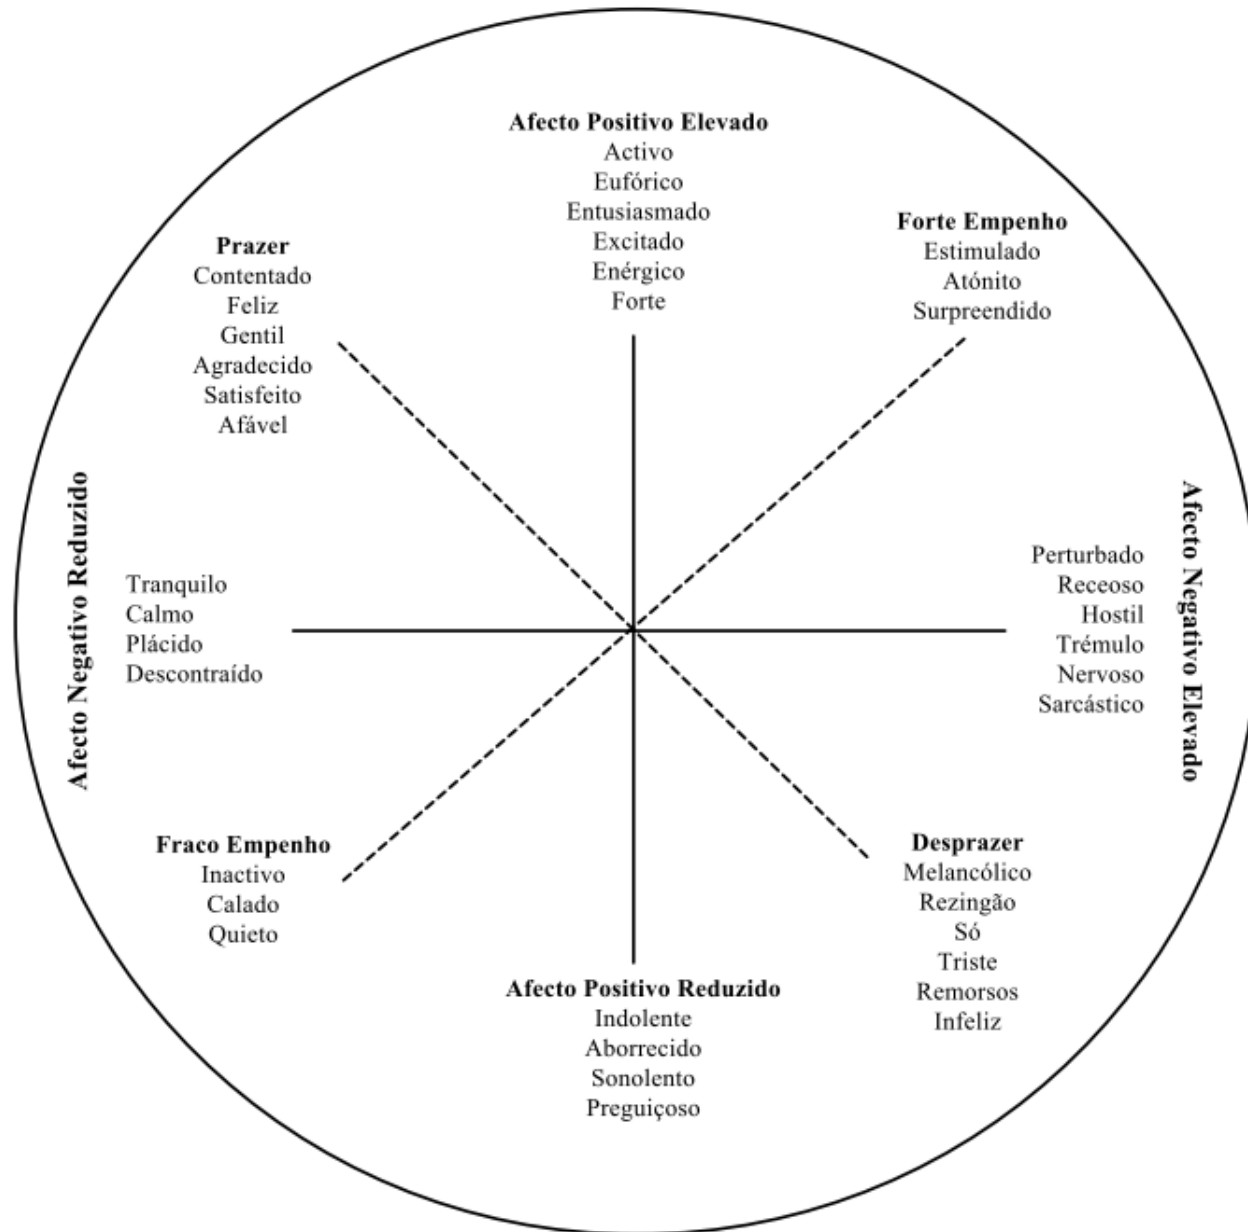 Afecto Positivo Elevado
Activo
Eufórico
Entusiasmado
Excitado
Enérgico
Forte
Forte Empenho
Estimulado
Atónito
Surpreendido
Prazer
Contentado
Feliz
Gentil
Agradecido
Satisfeito
Afável
Afecto Negativo Reduzido
Tranquilo
Calmo
Plácido
Descontraído
Afecto Negativo Elevado
Perturbado
Receoso
Hostil
Trémulo
Nervoso
Sarcástico
Fraco Empenho
Inactivo
Calado
Quieto
Desprazer
Melancólico
Rezingão
Só
Triste
Remorsos
Infeliz
Afecto Positivo Reduzido
Indolente
Aborrecido
Sonolento
Preguiçoso